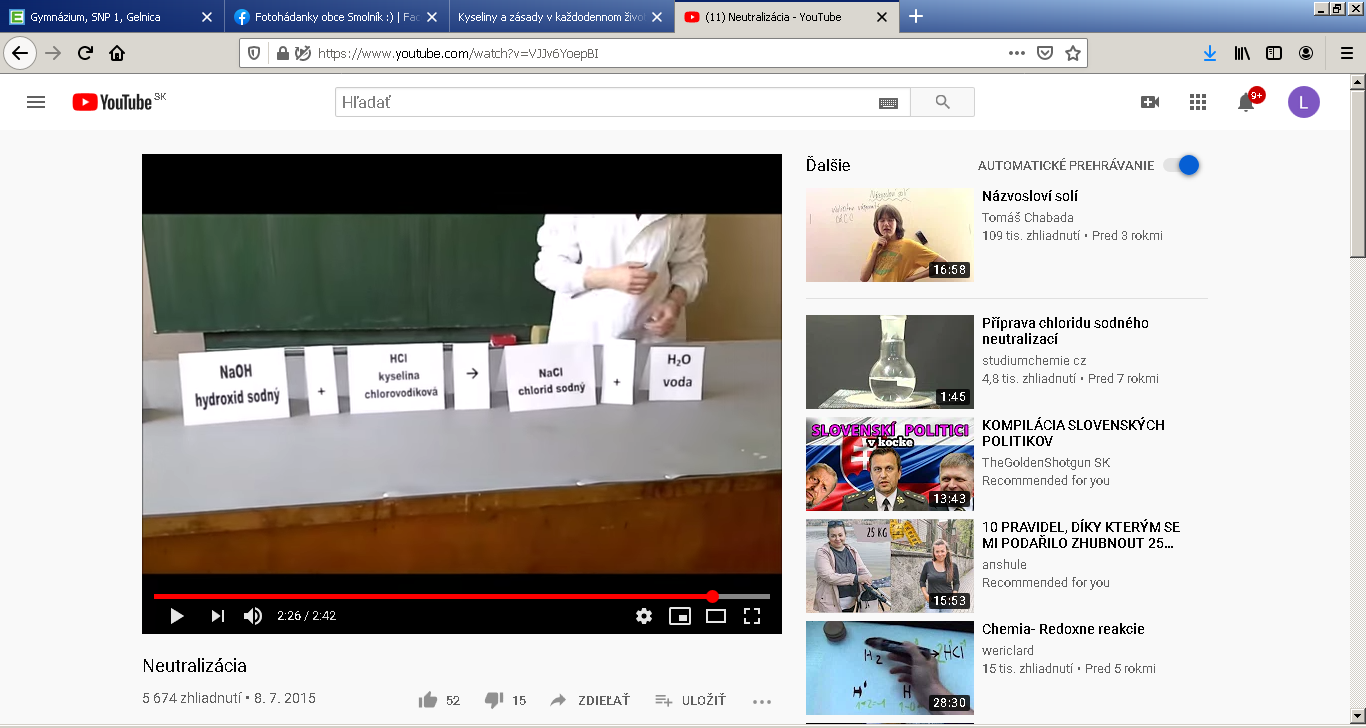 Gymnázium, SNP 1, Gelnica
Fotohádanky obce Smolník :) | Fac
Kyseliny a zásady v každodennom živo
(11) Neutralizácia - YouTube
https://www.youtube.com/watch?v=VJJv6YoepBI
YouTube SK
Hľadať
9+
L
NaOH
hydroxid sodný
+
HCl
kyselina
chlorovodíková
→
NaCl
chlorid sodný
+
H₂O
voda
2:26 / 2:42
Neutralizácia
5 674 zhliadnutí • 8. 7. 2015
52
15
ZDIEĽAŤ
ULOŽIŤ
Ďalšie
AUTOMATICKÉ PREHRÁVANIE
16:58
Názvosloví solí
Tomáš Chabada
109 tis. zhliadnutí • Pred 3 rokmi
1:45
Příprava chloridu sodného
neutralizací
studiumchemie cz
4,8 tis. zhliadnutí • Pred 7 rokmi
SLOVENSKÍ POLITICI
v kocke
13:43
KOMPILÁCIA SLOVENSKÝCH
POLITIKOV
TheGoldenShotgun SK
Recommended for you
25 KG
15:53
10 PRAVIDEL, DÍKY KTERÝM SE
MI PODAŘILO ZHUBNOUT 25...
anshule
Recommended for you
H₂
HCl
H
28:30
Chemia- Redoxne reakcie
wericlard
15 tis. zhliadnutí • Pred 5 rokmi